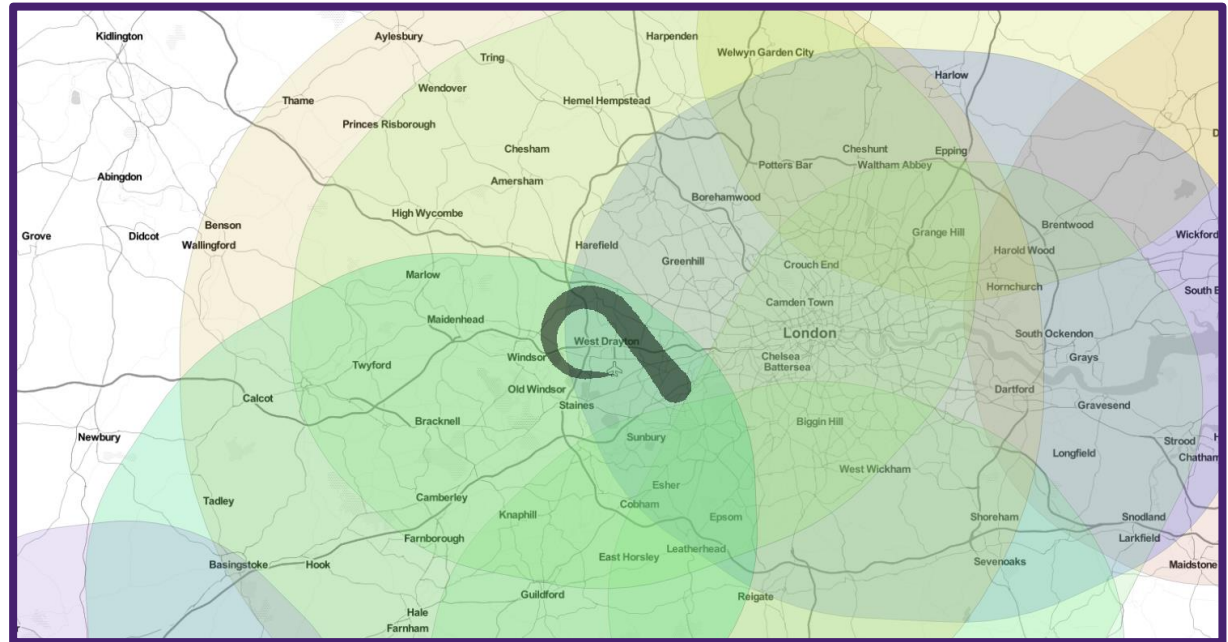 Kidlington
Aylesbury
Harpenden
Tring
Welwyn Garden City
Harlow
Wendover
Thame
Hemel Hempstead
Princes Risborough
Chesham
Cheshunt
Epping
Potters Bar
Waltham Abbey
Abingdon
Amersham
Borehamwood
High Wycombe
Benson
Brentwood
Grove
Didcot
Wallingford
Harefield
Grange Hill
Wickford
Harold Wood
Greenhill
Crouch End
Marlow
Hornchurch
South E
Camden Town
Maidenhead
London
South Ockendon
West Drayton
Windsor
Chelsea
Grays
Twyford
Battersea
Old Windsor
Dartford
Calcot
Staines
Gravesend
Bracknell
Biggin Hill
Newbury
Sunbury
Strood
Longfield
Chatham
West Wickham
Esher
Tadley
Camberley
Cobham
Knaphill
Epsom
Shoreham
Snodland
Farnborough
Larkfield
Leatherhead
East Horsley
Basingstoke
Hook
Sevenoaks
Maidstone
Guildford
Reigate
Hale
Farnham